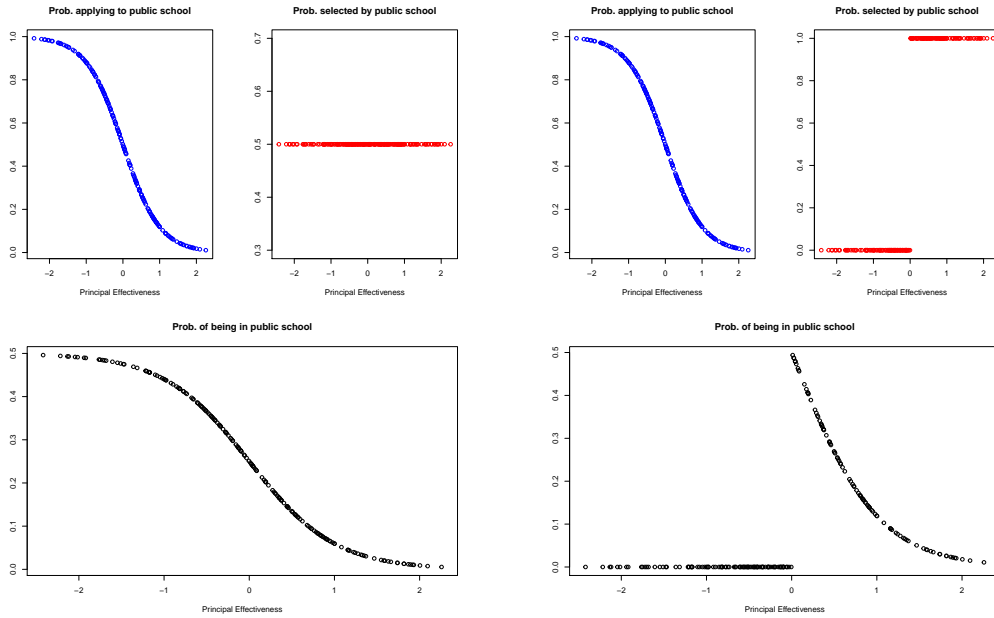 Prob. applying to public school
1.0
0.8
0.6
0.4
0.2
0.0
−2 −1 0 1 2
Principal Effectiveness
Prob. selected by public school
0.7
0.6
0.5
0.4
0.3
−2 −1 0 1 2
Principal Effectiveness
Prob. of being in public school
0.5
0.4
0.3
0.2
0.1
0.0
−2 −1 0 1 2
Principal Effectiveness
Prob. applying to public school
1.0
0.8
0.6
0.4
0.2
0.0
−2 −1 0 1 2
Principal Effectiveness
Prob. selected by public school
1.0
0.8
0.6
0.4
0.2
0.0
−2 −1 0 1 2
Principal Effectiveness
Prob. of being in public school
0.5
0.4
0.3
0.2
0.1
0.0
−2 −1 0 1 2
Principal Effectiveness